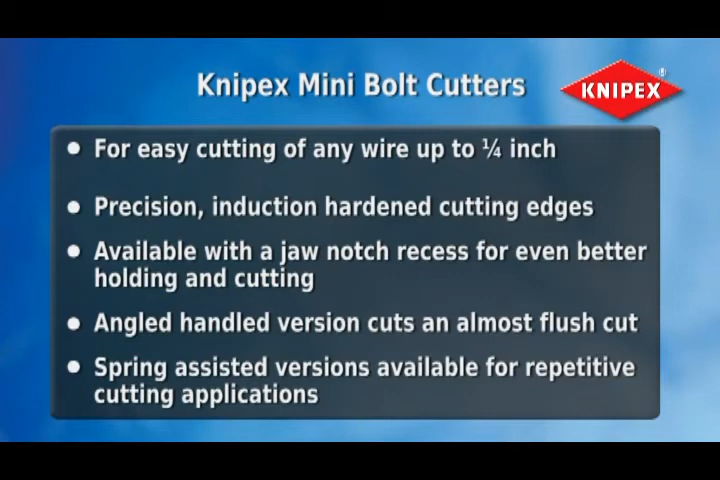 Knipex Mini Bolt Cutters
KNIPEX®
• For easy cutting of any wire up to ¼ inch
• Precision, induction hardened cutting edges
• Available with a jaw notch recess for even better
holding and cutting
• Angled handled version cuts an almost flush cut
• Spring assisted versions available for repetitive
cutting applications